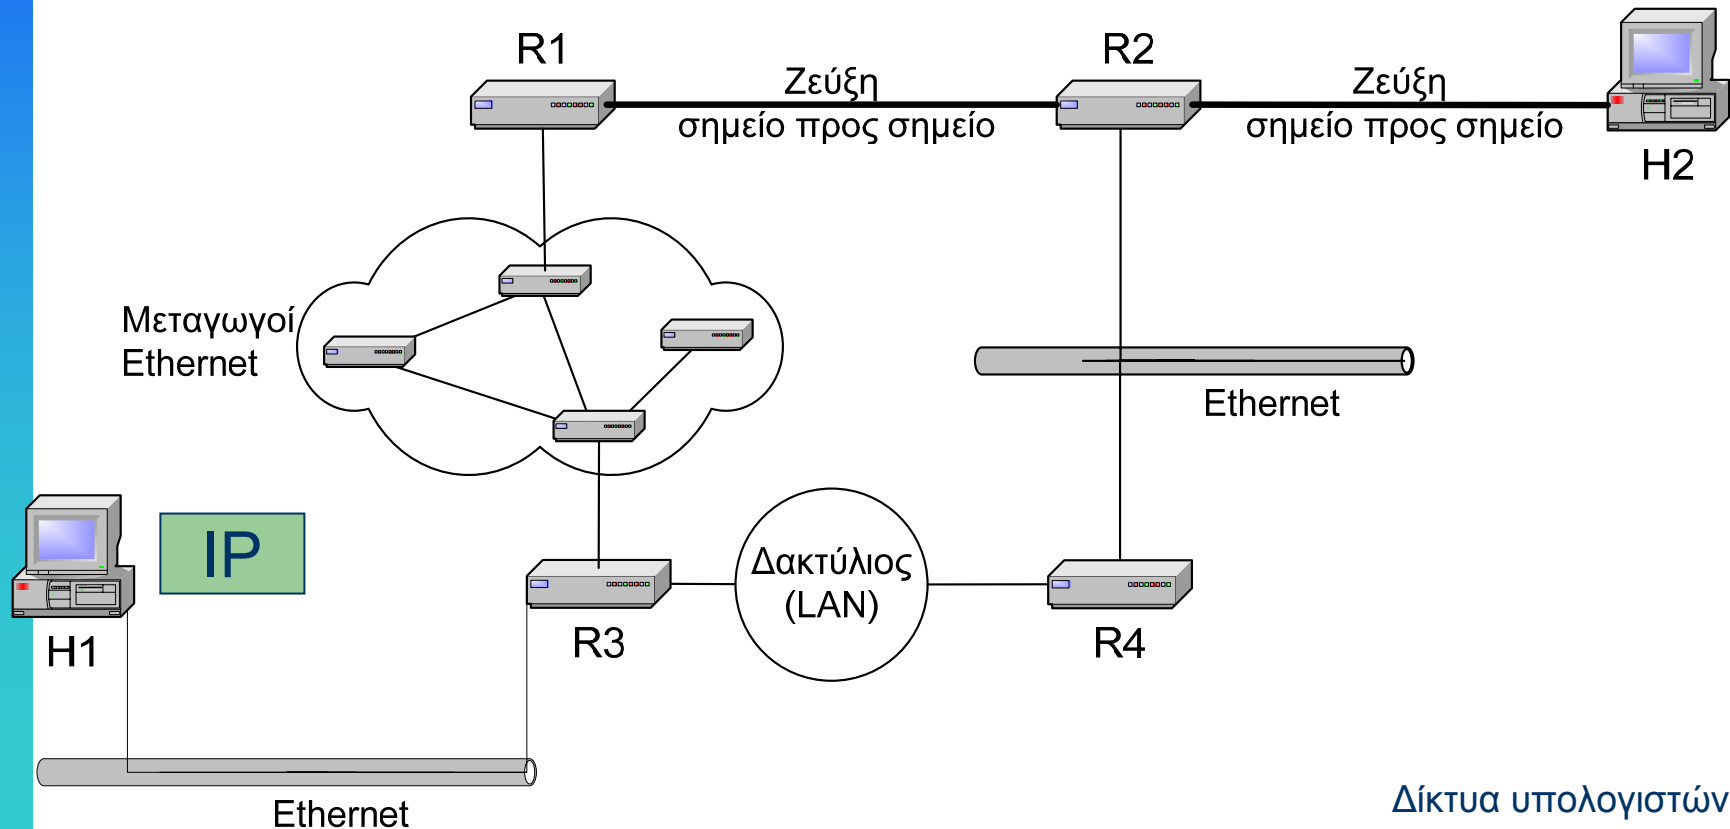 R1
R2
Ζεύξη
σημείο προς σημείο
Ζεύξη
σημείο προς σημείο
H2
Μεταγωγοί
Ethernet
Ethernet
IP
Δακτύλιος
(LAN)
H1
R3
R4
Ethernet
Δίκτυα υπολογιστών